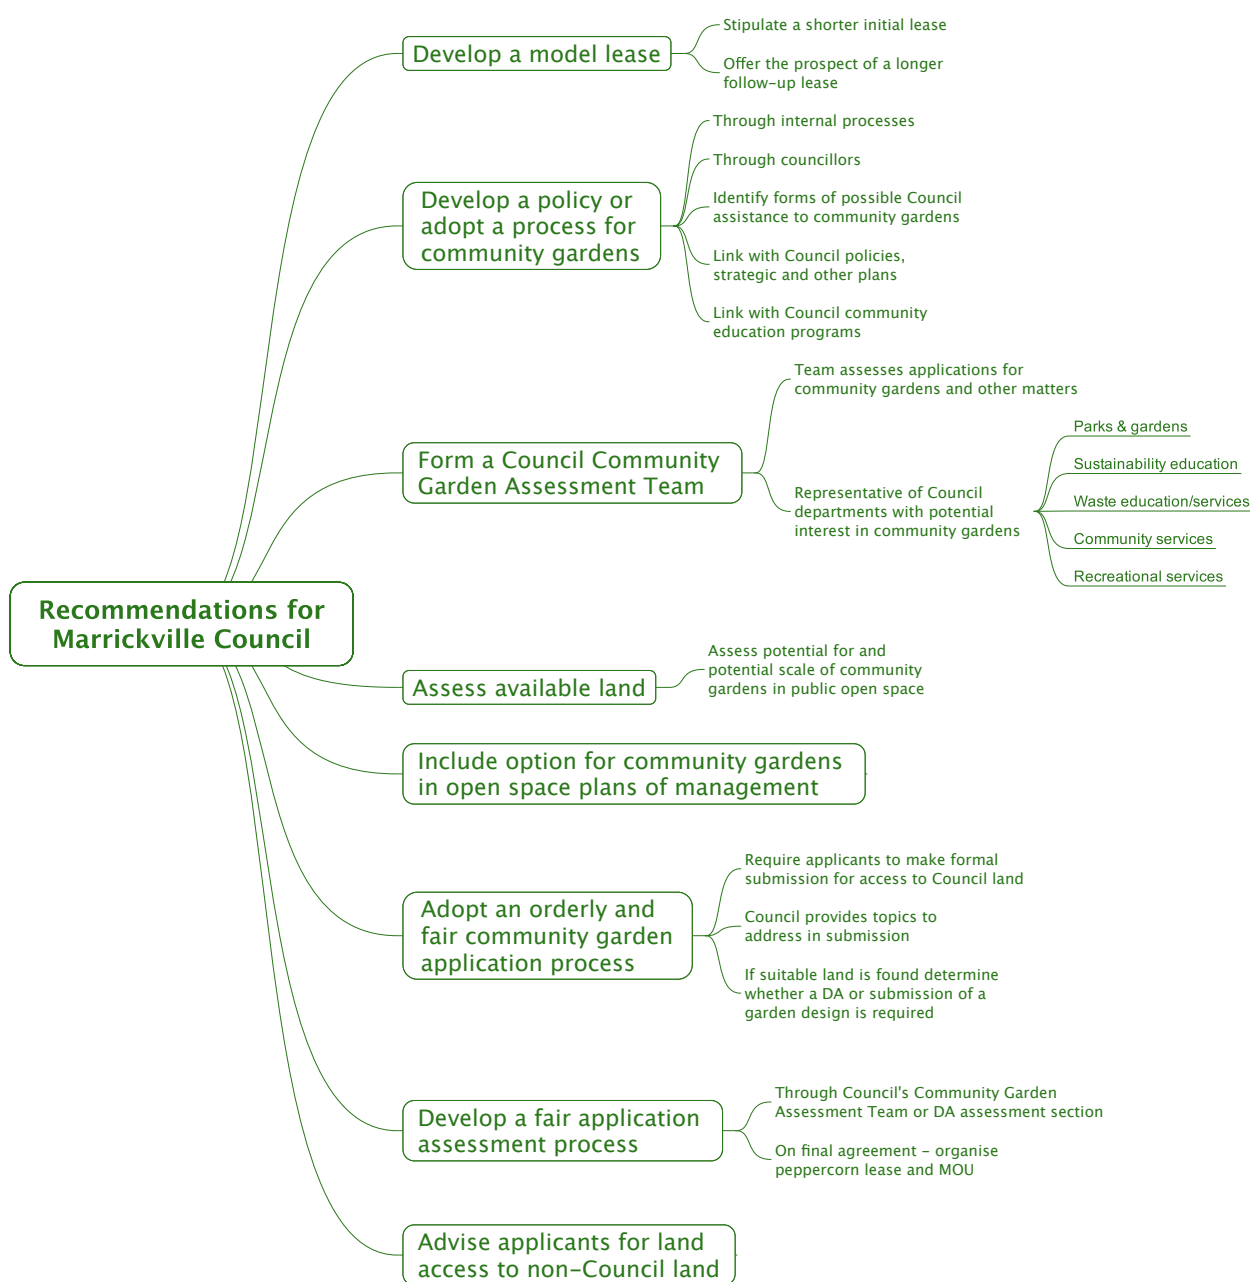 Recommendations for
Marrickville Council
Develop a model lease
Stipulate a shorter initial lease
Offer the prospect of a longer
follow-up lease
Develop a policy or
adopt a process for
community gardens
Through internal processes
Through councillors
Identify forms of possible Council
assistance to community gardens
Link with Council policies,
strategic and other plans
Link with Council community
education programs
Form a Council Community
Garden Assessment Team
Team assesses applications for
community gardens and other matters
Representative of Council
departments with potential
interest in community gardens
Parks & gardens
Sustainability education
Waste education/services
Community services
Recreational services
Assess available land
Assess potential for and
potential scale of community
gardens in public open space
Include option for community gardens
in open space plans of management
Adopt an orderly and
fair community garden
application process
Require applicants to make formal
submission for access to Council land
Council provides topics to
address in submission
If suitable land is found determine
whether a DA or submission of a
garden design is required
Develop a fair application
assessment process
Through Council's Community Garden
Assessment Team or DA assessment section
On final agreement - organise
peppercorn lease and MOU
Advise applicants for land
access to non-Council land